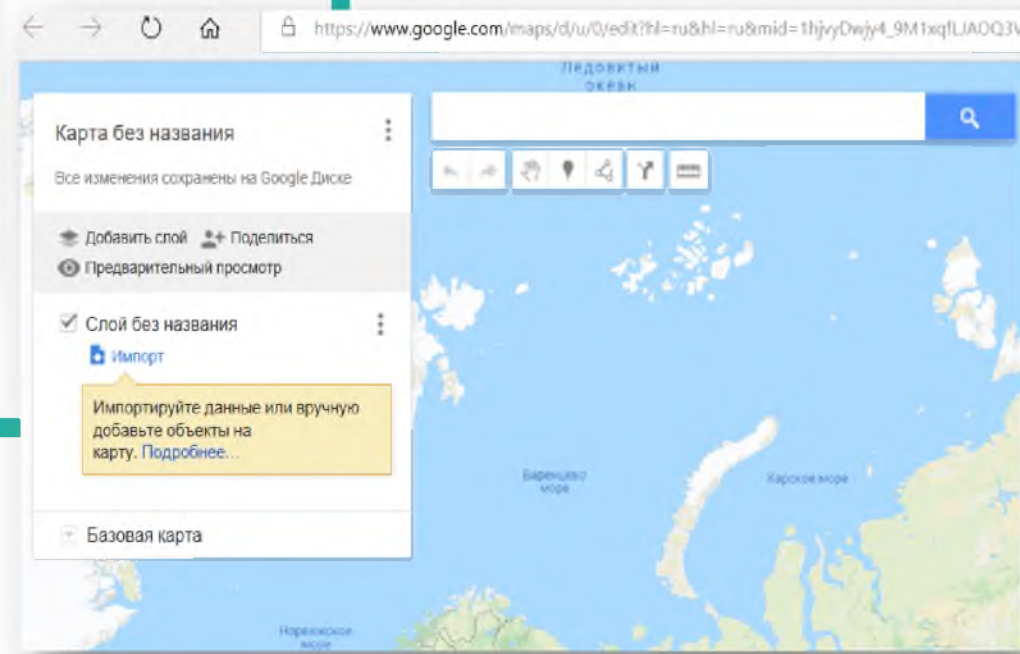 https://www.google.com/maps/d/u/0/edit?hl=ru&hl=ru&mid=
Ледовитый
океан
Карта без названия
Все изменения сохранены на Google Диске
Добавить слой Поделиться
Предварительный просмотр
Слой без названия
Импорт
Импортируйте данные или вручную
добавьте объекты на
карту. Подробнее...
Баренцево
море
Карское море
Базовая карта
Норвежское
море